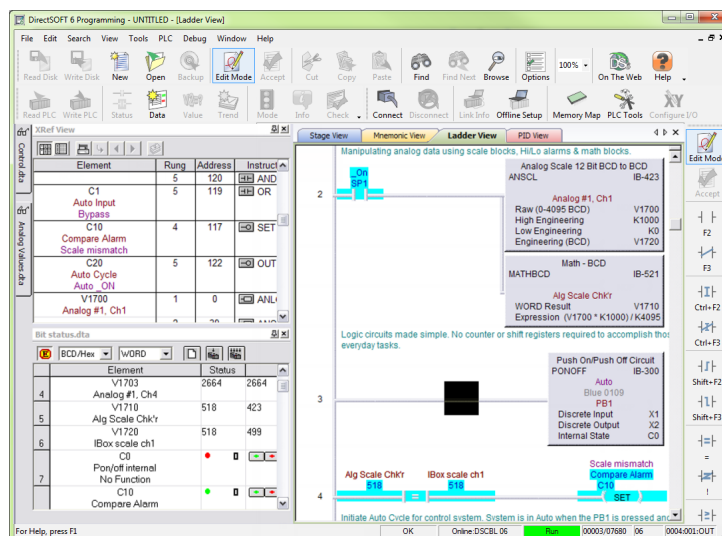 DirectSOFT 6 Programming - UNTITLED - [Ladder View]
File Edit Search View Tools PLC Debug Window Help
Read Disk Write Disk New Open Backup Edit Mode Accept Cut Copy Paste Find Find Next Browse Options 100% On The Web Help
Read PLC Write PLC Status Data Value Trend Mode Info Check Connect Disconnect Link Info Offline Setup Memory Map PLC Tools Configure I/O
XRef View
Control.dta
Analog Values.dta
Element Rung Address Instruct
5 120 AND
C1 5 119 OR
Auto Input
Bypass
C10 4 117 SET
Compare Alarm
Scale mismatch
C20 5 122 OUT
Auto Cycle
Auto _ON
V1700 1 0
Analog #1, Ch1
Bit status.dta
BCD/Hex WORD
Element Status
4 V1703 2664 2664
Analog #1, Ch4
5 V1710 518 423
Alg Scale Chk'r
6 V1720 518 499
IBox scale ch1
7 C0
Pon/off internal
No Function
C10
Compare Alarm
Stage View Mnemonic View Ladder View PID View
Manipulating analog data using scale blocks, Hi/Lo alarms & math blocks.
2
_On
SP1
Analog Scale 12 Bit BCD to BCD
ANSCL IB-423
Analog #1, Ch1
Raw (0-4095 BCD) V1700
High Engineering K1000
Low Engineering K0
Engineering (BCD) V1720
Math - BCD
MATHBCD IB-521
Alg Scale Chk'r
WORD Result V1710
Expression (V1700 * K1000) / K4095
Logic circuits made simple. No counter or shift registers required to accomplish
everyday tasks.
3
Push On/Push Off Circuit
PONOFF IB-300
Auto
Blue 0109
PB1
Discrete Input X1
Discrete Output X2
Internal State C0
4
Alg Scale Chk'r
518
=
IBox scale ch1
518
Scale mismatch
Compare Alarm
C10
SET
Initiate Auto Cycle for control system. System is in Auto when the PB1 is pressed and
Edit Mode
Accept
F2
F3
Ctrl+F2
Ctrl+F3
Shift+F2
Shift+F3
=
!
For Help, press F1
OK Online:DSCBL 06 Run 00003/07680 06 0004:001:OUT